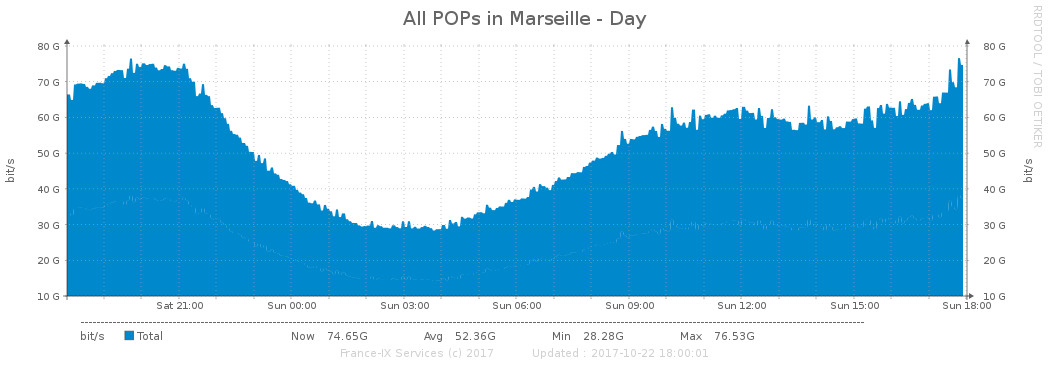 All POPs in Marseille - Day
RRDTOOL / TOBI OETIKER
80 G 80 G
70 G 70 G
60 G 60 G
50 G 50 G
40 G 40 G
30 G 30 G
20 G 20 G
10 G 10 G
bit/s bit/s
Sat 21:00 Sun 00:00 Sun 03:00 Sun 06:00 Sun 09:00 Sun 12:00 Sun 15:00 Sun 18:00
bit/s Total Now 74.65G Avg 52.36G Min 28.28G Max 76.53G
France-IX Services (c) 2017 Updated : 2017-10-22 18:00:01